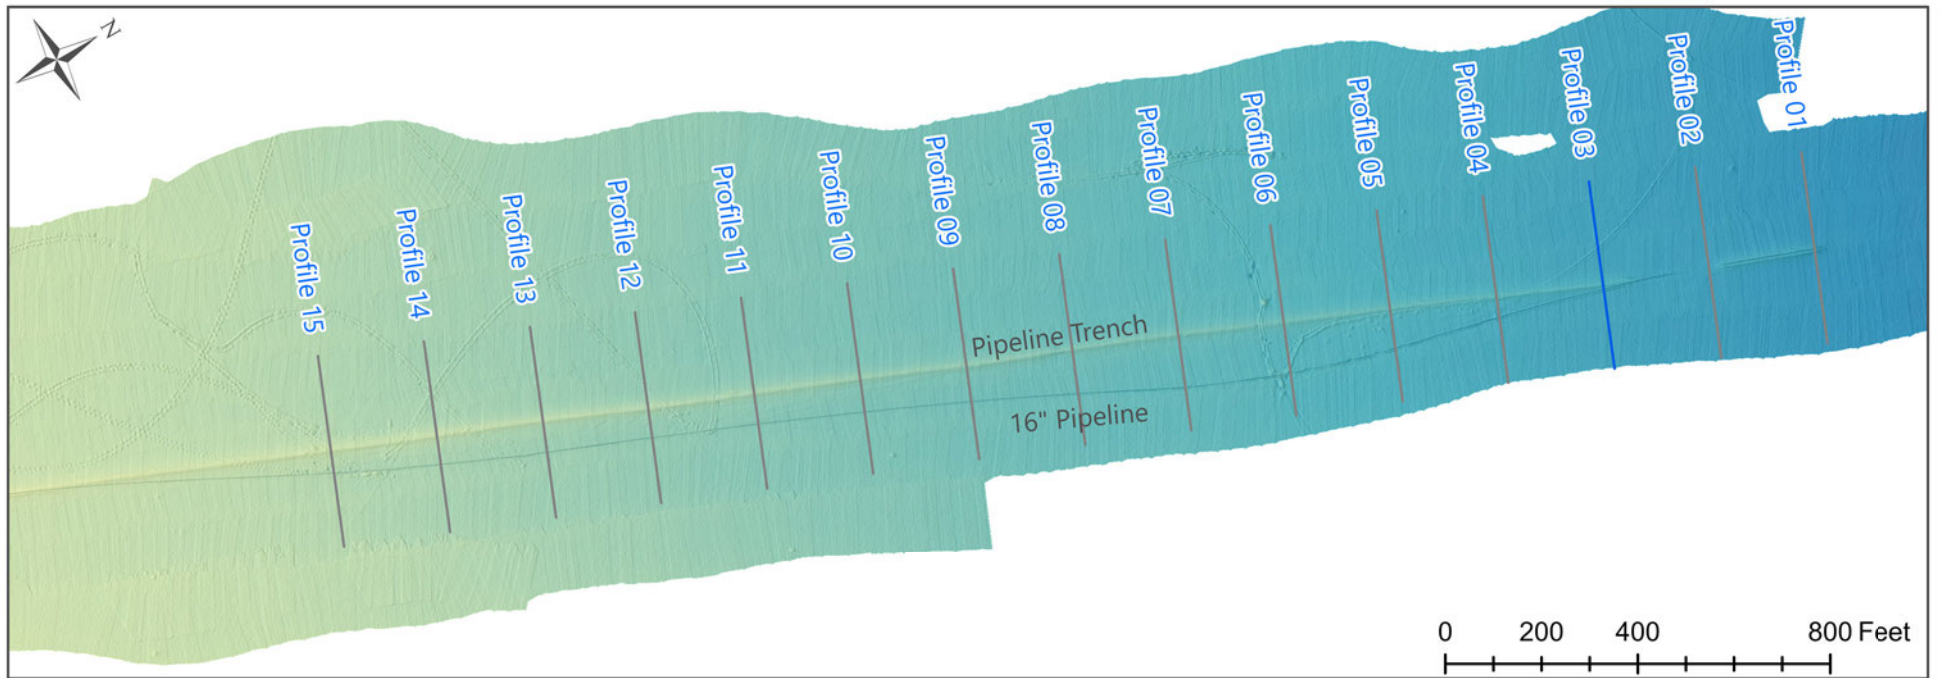 N
Profile 01
Profile 02
Profile 03
Profile 04
Profile 05
Profile 06
Profile 07
Profile 08
Profile 09
Profile 10
Profile 11
Profile 12
Profile 13
Profile 14
Profile 15
Pipeline Trench
16" Pipeline
0 200 400 800 Feet